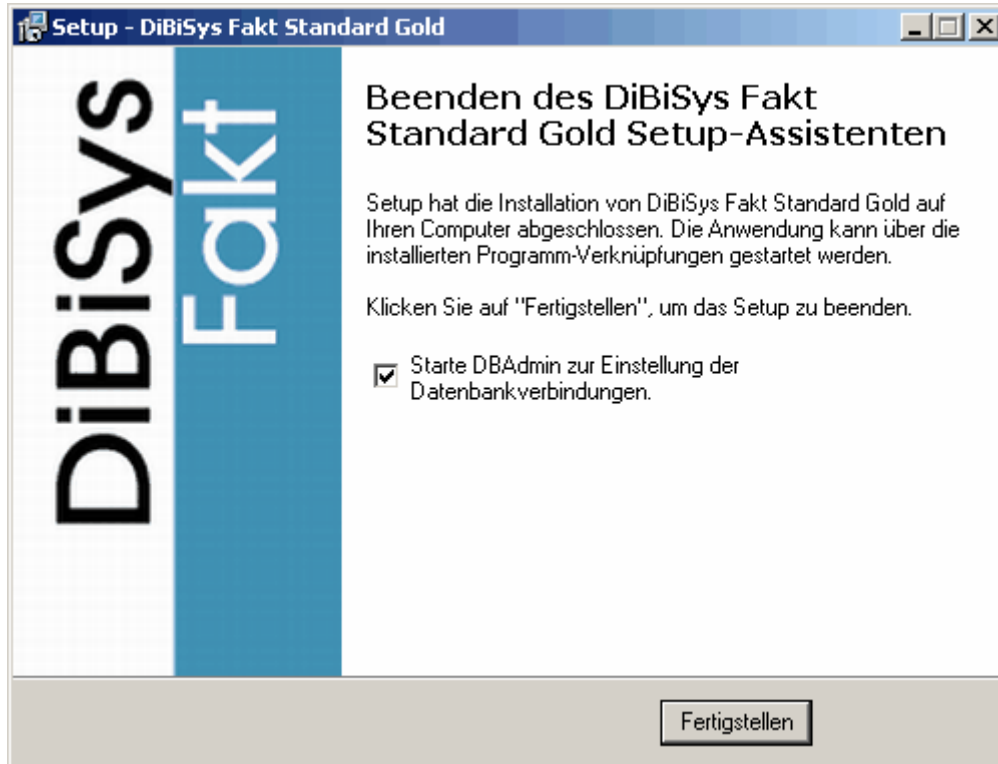 Setup - DiBiSys Fakt Standard Gold
DiBiSys
Fakt
Beenden des DiBiSys Fakt
Standard Gold Setup-Assistenten
Setup hat die Installation von DiBiSys Fakt Standard Gold auf
Ihren Computer abgeschlossen. Die Anwendung kann über die
installierten Programm-Verknüpfungen gestartet werden.
Klicken Sie auf "Fertigstellen", um das Setup zu beenden.
Starte DBAdmin zur Einstellung der
Datenbankverbindungen.
Fertigstellen